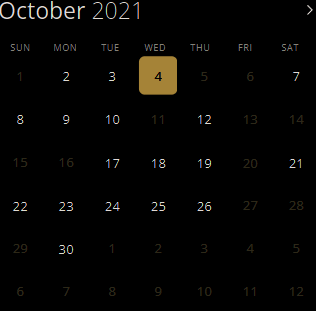 October 2021
SUN MON TUE WED THU FRI SAT
1 2 3 4 5 6 7
8 9 10 11 12 13 14
15 16 17 18 19 20 21
22 23 24 25 26 27 28
29 30 1 2 3 4 5
6 7 8 9 10 11 12